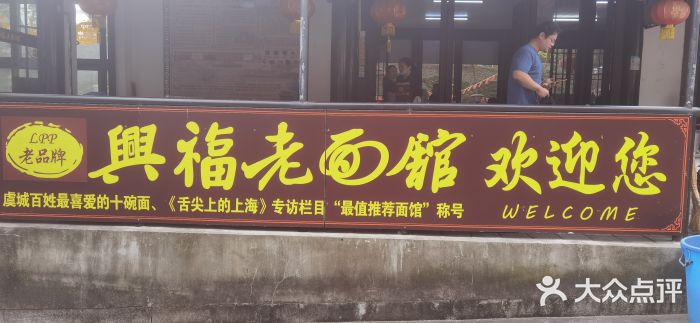 LPP
老品牌
興福老面館 欢迎您
WELCOME
虞城百姓最喜爱的十碗面、《舌尖上的上海》专访栏目“最值推荐面馆”称号
大众点评